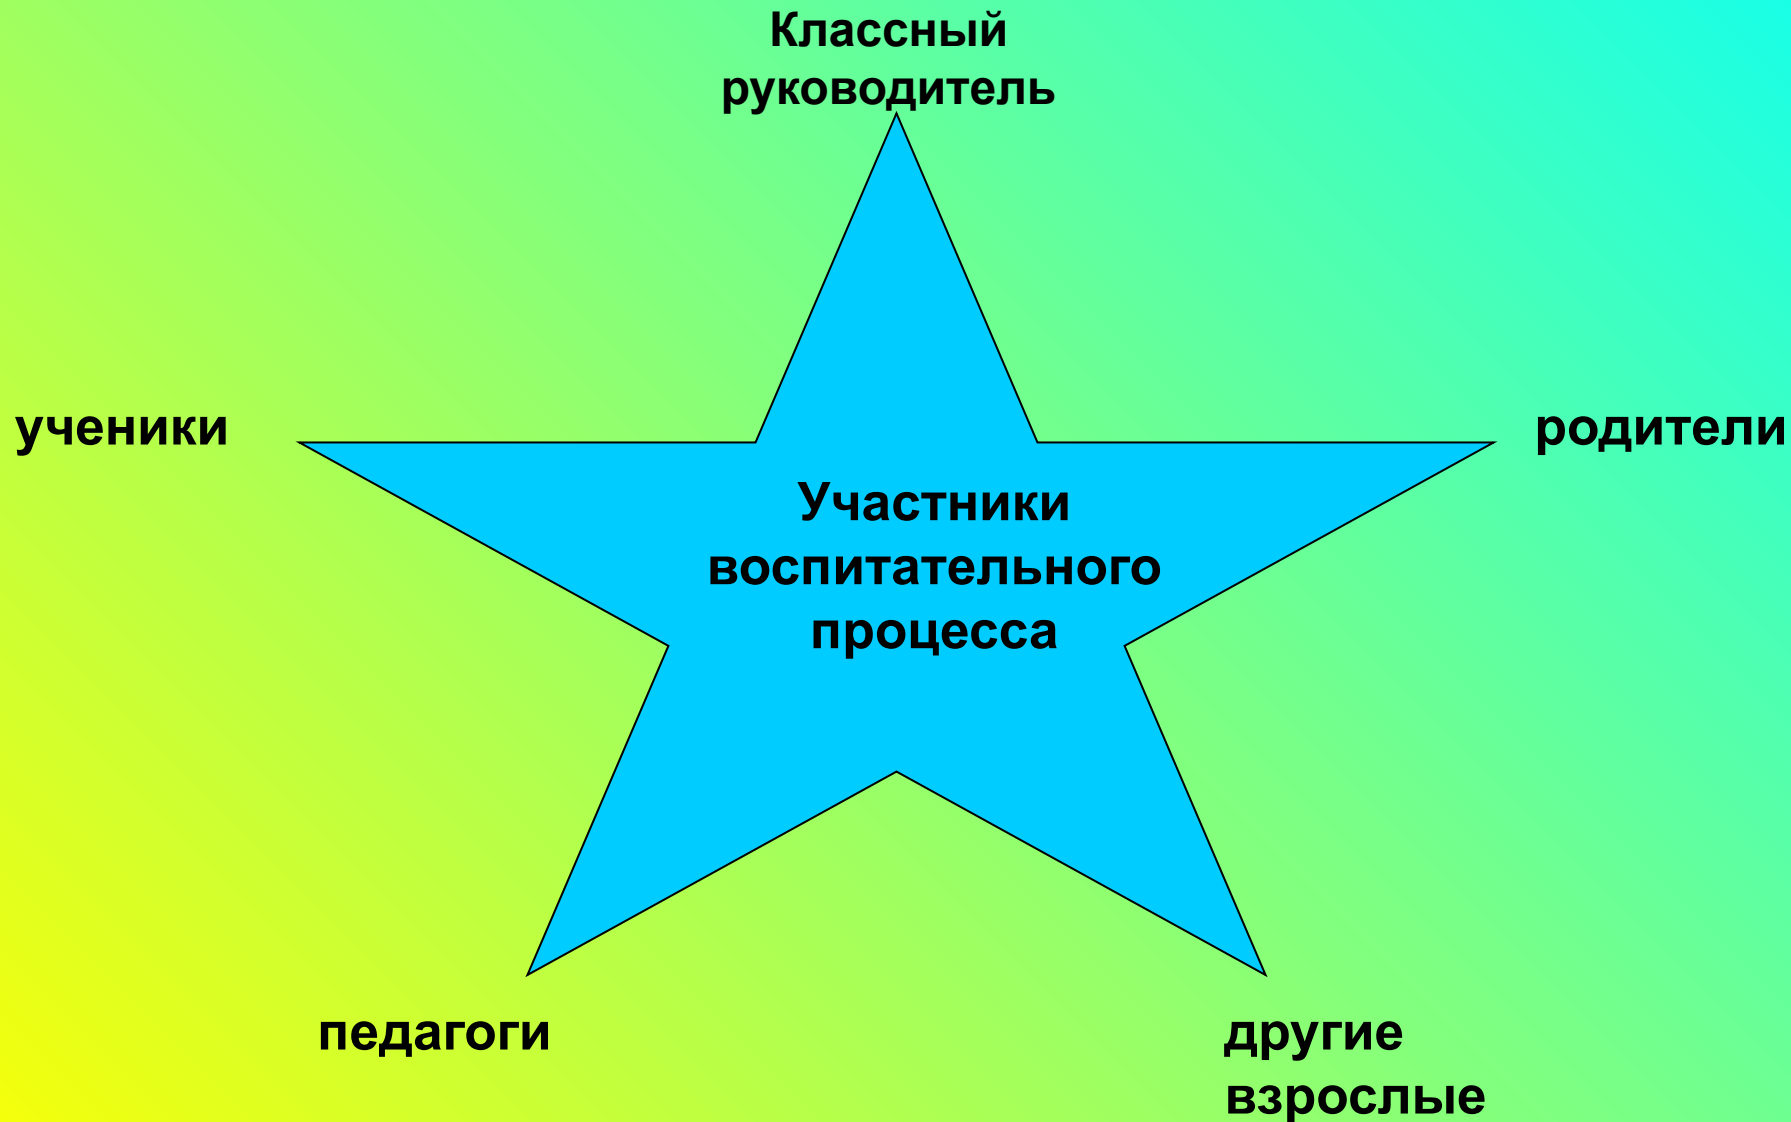 Классный
руководитель
ученики
родители
Участники
воспитательного
процесса
педагоги
другие
взрослые